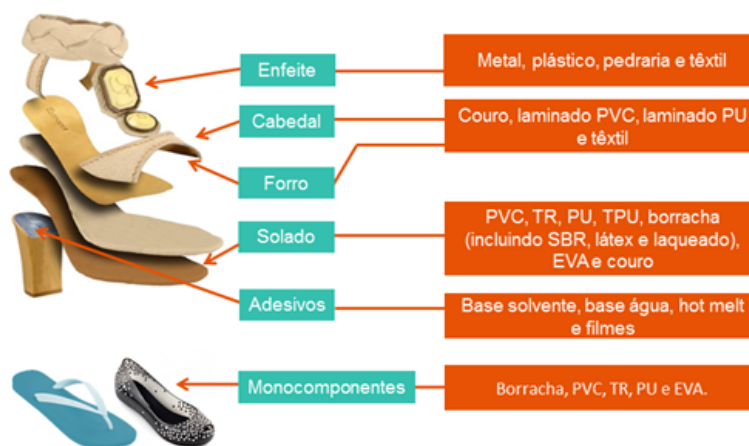 Enfeite
Metal, plástico, pedraria e têxtil
Cabedal
Couro, laminado PVC, laminado PU
e têxtil
Forro
Solado
PVC, TR, PU, TPU, borracha
(incluindo SBR, látex e laqueado),
EVA e couro
Adesivos
Base solvente, base água, hot melt
e filmes
Monocomponentes
Borracha, PVC, TR, PU e EVA.